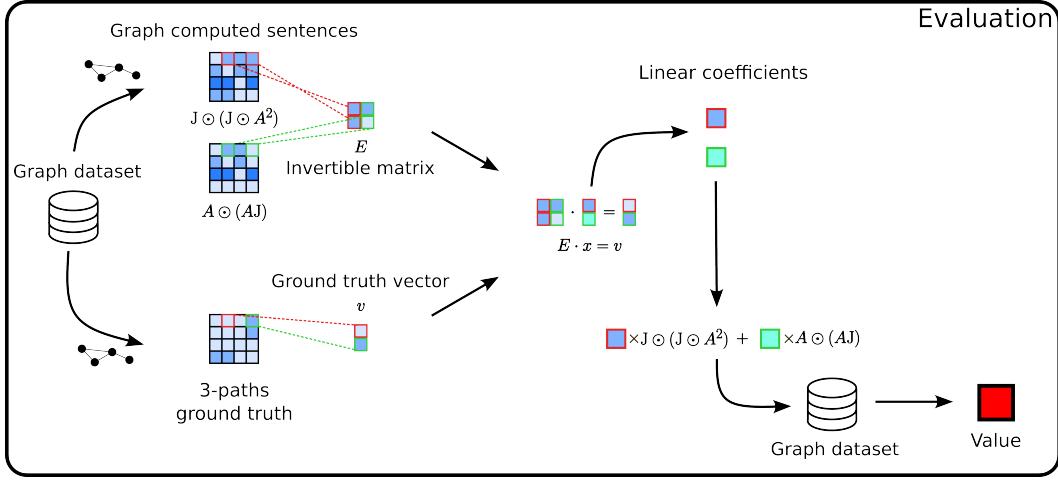 Evaluation
Graph computed sentences
J ⊙ (J ⊙ A²)
E
Invertible matrix
A ⊙ (AJ)
Graph dataset
Ground truth vector
v
3-paths
ground truth
· =
E · x = v
Linear coefficients
×J ⊙ (J ⊙ A²) + ×A ⊙ (AJ)
Graph dataset
Value